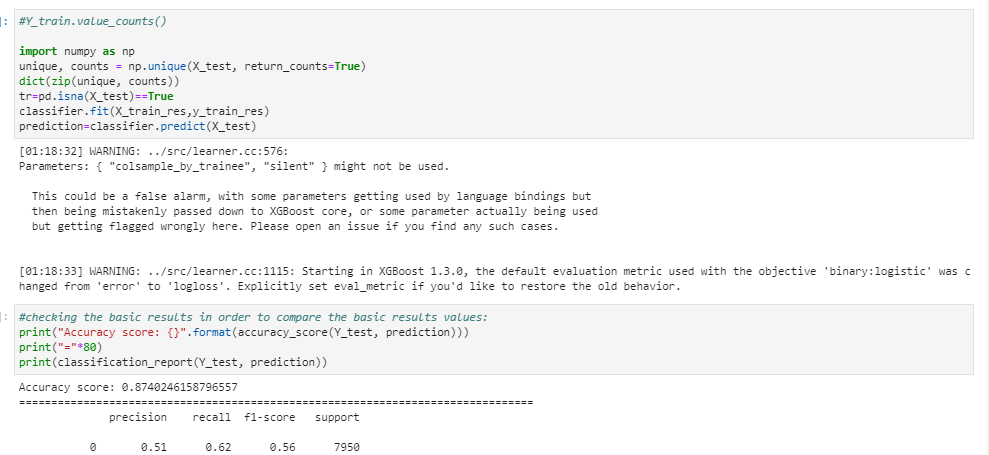 ]: #Y_train.value_counts()
import numpy as np
unique, counts = np.unique(X_test, return_counts=True)
dict(zip(unique, counts))
tr=pd.isna(X_test)==True
classifier.fit(X_train_res,y_train_res)
prediction=classifier.predict(X_test)
[01:18:32] WARNING: ../src/learner.cc:576:
Parameters: { "colsample_by_trainee", "silent" } might not be used.
This could be a false alarm, with some parameters getting used by language bindings but
then being mistakenly passed down to XGBoost core, or some parameter actually being used
but getting flagged wrongly here. Please open an issue if you find any such cases.
[01:18:33] WARNING: ../src/learner.cc:1115: Starting in XGBoost 1.3.0, the default evaluation metric used with the objective 'binary:logistic' was c
hanged from 'error' to 'logloss'. Explicitly set eval_metric if you'd like to restore the old behavior.
]: #checking the basic results in order to compare the basic results values:
print("Accuracy score: {}".format(accuracy_score(Y_test, prediction)))
print("="*80)
print(classification_report(Y_test, prediction))
Accuracy score: 0.8740246158796557
================================================================================
precision recall f1-score support
0 0.51 0.62 0.56 7950